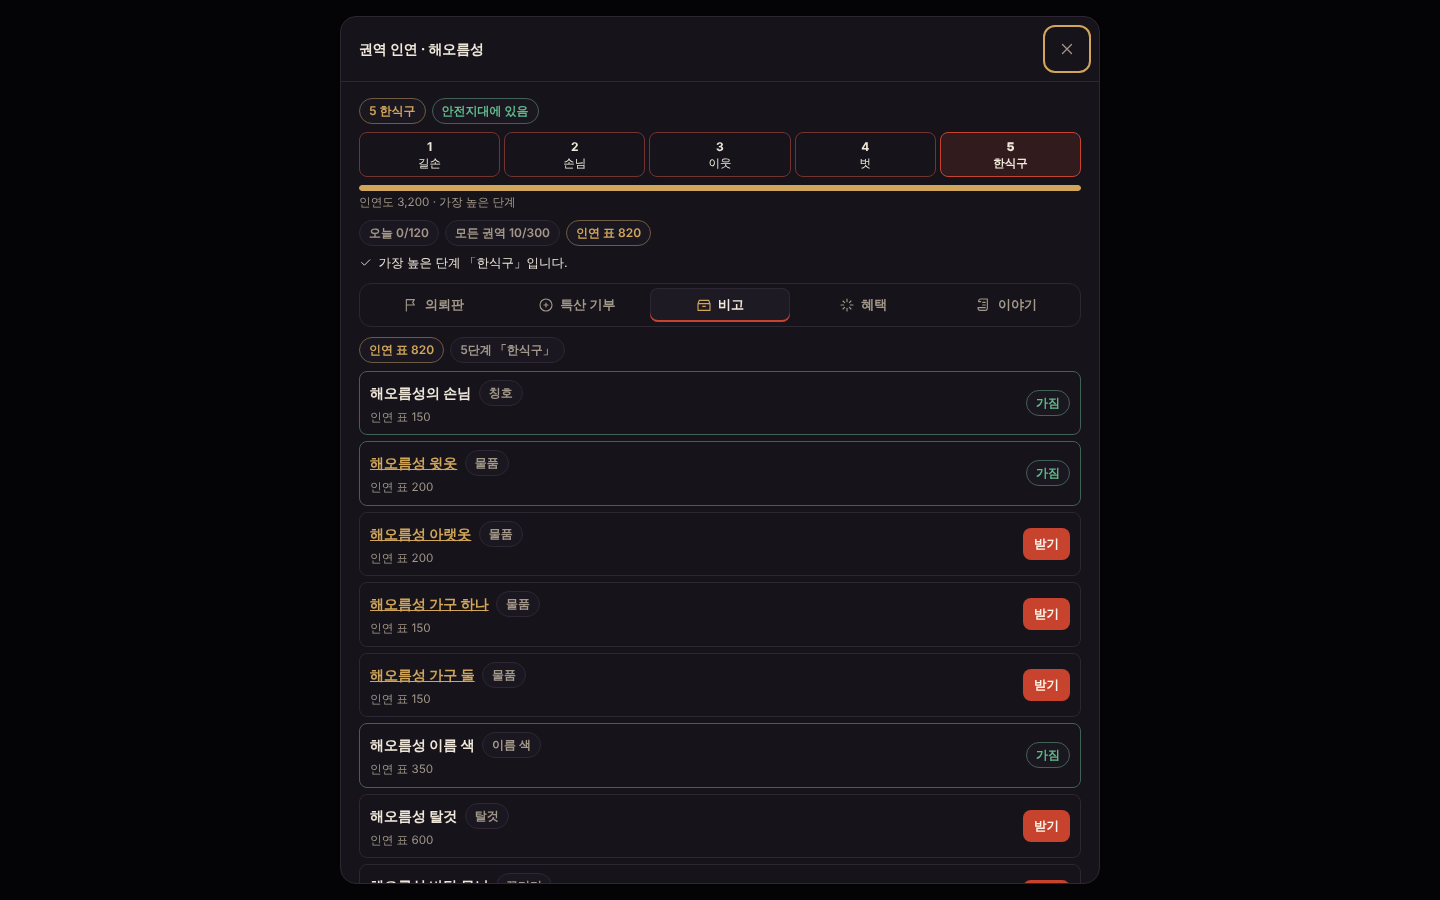 권역 인연 · 해오름성
5 한식구 안전지대에 있음
1 2 3 4 5
길손 손님 이웃 벗 한식구
인연도 3,200 · 가장 높은 단계
오늘 0/120 모든 권역 10/300 인연 표 820
가장 높은 단계 「한식구」입니다.
의뢰판 특산 기부 비고 혜택 이야기
인연 표 820 5단계 「한식구」
해오름성의 손님 칭호
인연 표 150
가짐
해오름성 윗옷 물품
인연 표 200
가짐
해오름성 아랫옷 물품
인연 표 200
받기
해오름성 가구 하나 물품
인연 표 150
받기
해오름성 가구 둘 물품
인연 표 150
받기
해오름성 이름 색 이름 색
인연 표 350
가짐
해오름성 탈것 탈것
인연 표 600
받기